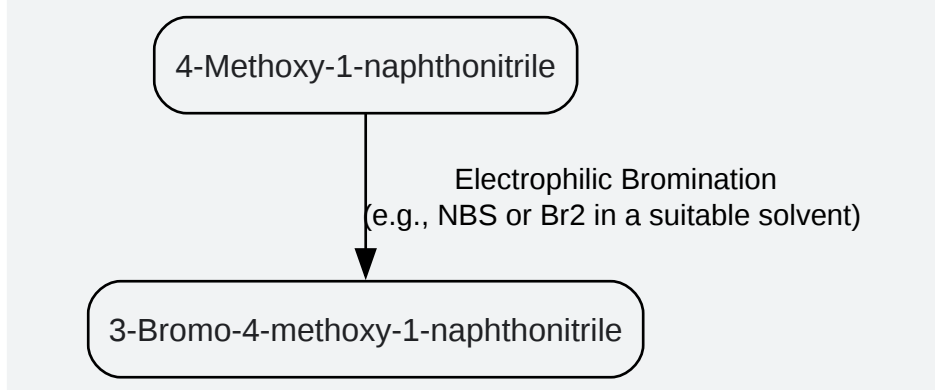 4-Methoxy-1-naphthonitrile
Electrophilic Bromination
(e.g., NBS or Br2 in a suitable solvent)
3-Bromo-4-methoxy-1-naphthonitrile